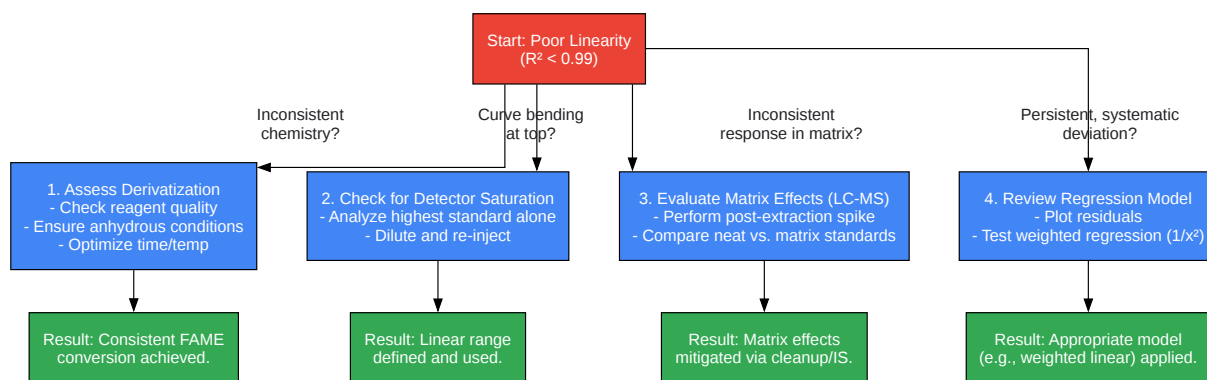 Start: Poor Linearity
(R² < 0.99)
Inconsistent
chemistry?
Curve bending
at top?
Inconsistent
response in matrix?
Persistent, systematic
deviation?
1. Assess Derivatization
- Check reagent quality
- Ensure anhydrous conditions
- Optimize time/temp
2. Check for Detector Saturation
- Analyze highest standard alone
- Dilute and re-inject
3. Evaluate Matrix Effects (LC-MS)
- Perform post-extraction spike
- Compare neat vs. matrix standards
4. Review Regression Model
- Plot residuals
- Test weighted regression (1/x²)
Result: Consistent FAME
conversion achieved.
Result: Linear range
defined and used.
Result: Matrix effects
mitigated via cleanup/IS.
Result: Appropriate model
(e.g., weighted linear) applied.